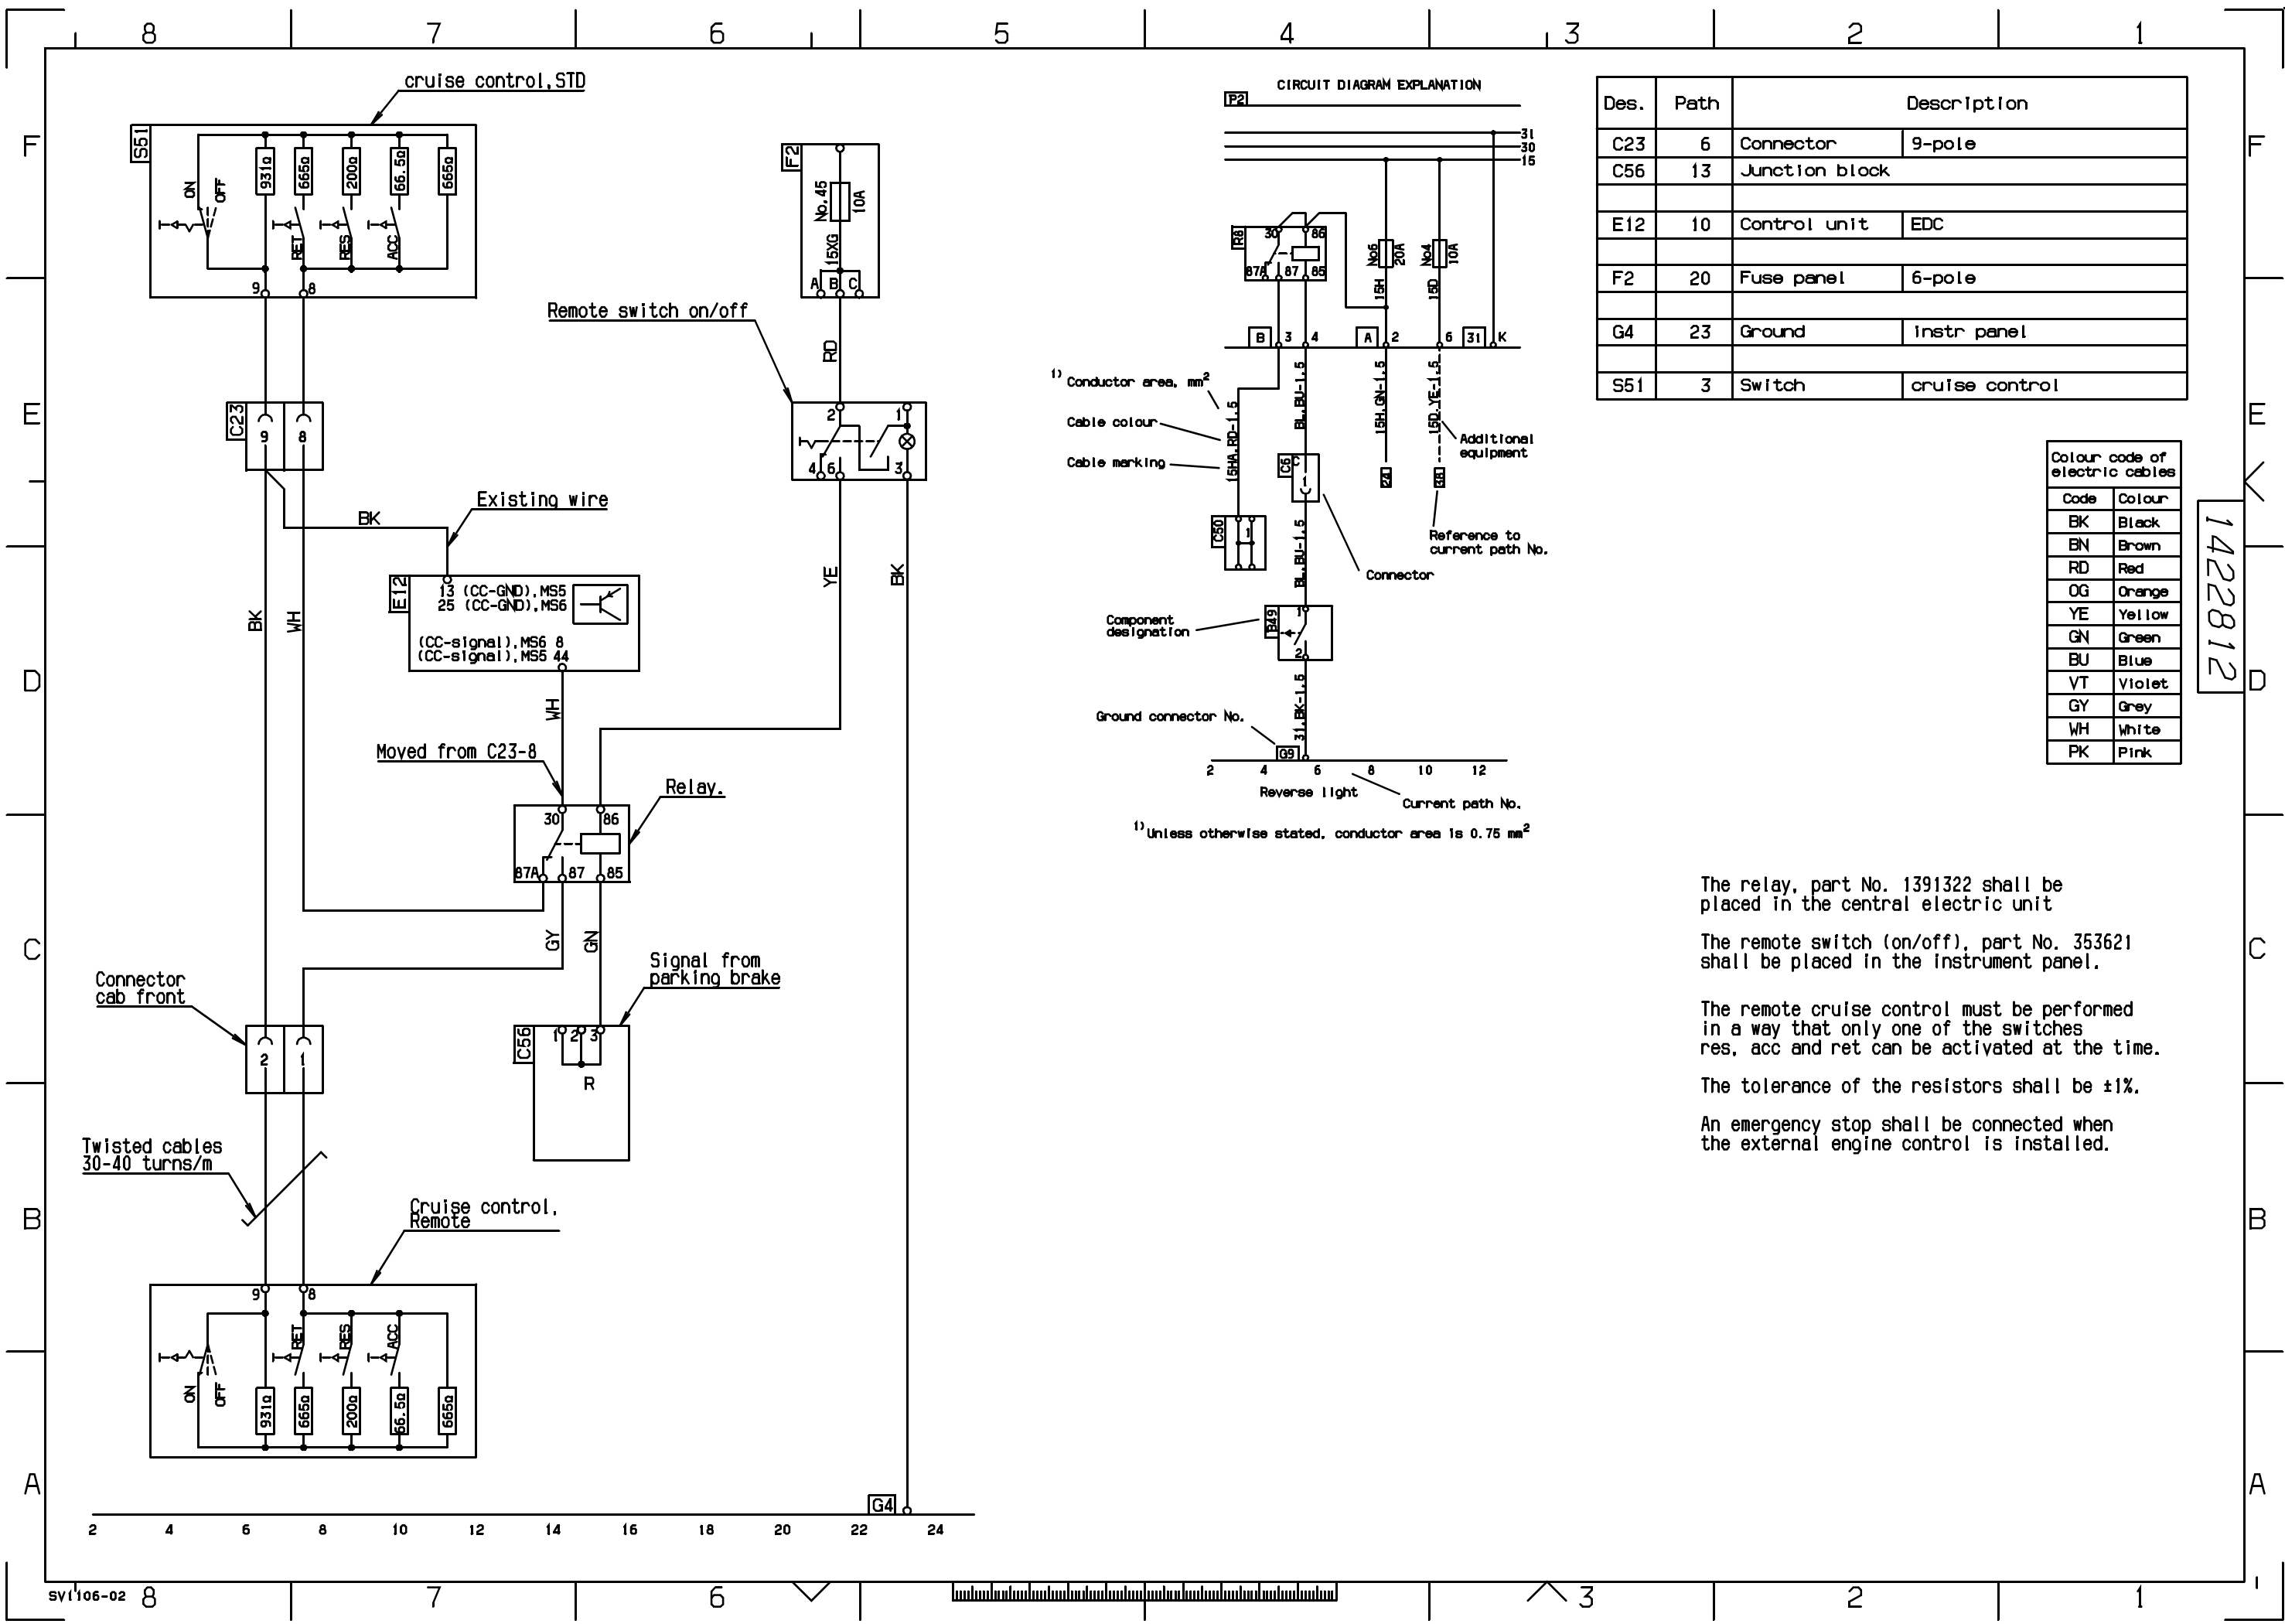 8 7 6 5 4 3 2 1
F
E
D
C
B
A
cruise control,STD
S51
ON
OFF
931Ω
665Ω
200Ω
66.5Ω
665Ω
RET
RES
ACC
9 8
F2
No.45
10A
15XG
A B C
Remote switch on/off
RD
2 1
4 6 3
C23
9 8
Existing wire
BK
E12
13 (CC-GND),MS5
25 (CC-GND),MS6
(CC-signal),MS6 8
(CC-signal),MS5 44
BK
WH
YE
BK
WH
Moved from C23-8
Relay.
30 86
87A 87 85
GY
GN
Connector
cab front
2 1
Signal from
parking brake
C56
1 2 3
R
Twisted cables
30-40 turns/m
Cruise control,
Remote
9 8
RET
RES
ACC
ON
OFF
931Ω
665Ω
200Ω
66.5Ω
665Ω
G4
2 4 6 8 10 12 14 16 18 20 22 24
CIRCUIT DIAGRAM EXPLANATION
P2
31
30
15
R8
30 86
87A 87 85
No6
20A
No4
10A
15H
15D
B 3 4 A 2 6 31 K
1) Conductor area, mm2
Cable colour
Cable marking
15HA.RD-1.5
BL.BU-1.5
15H.GN-1.5
15D.YE-1.5
Additional
equipment
C6
C
1
24
38
C50
1
BL.BU-1.5
Reference to
current path No.
Connector
Component
designation
B49
1
2
31.BK-1.5
Ground connector No.
G9
2 4 6 8 10 12
Reverse light
Current path No.
1) Unless otherwise stated, conductor area is 0.75 mm2
Des. Path Description
C23 6 Connector 9-pole
C56 13 Junction block
E12 10 Control unit EDC
F2 20 Fuse panel 6-pole
G4 23 Ground instr panel
S51 3 Switch cruise control
Colour code of
electric cables
Code Colour
BK Black
BN Brown
RD Red
OG Orange
YE Yellow
GN Green
BU Blue
VT Violet
GY Grey
WH White
PK Pink
1422812
The relay, part No. 1391322 shall be
placed in the central electric unit
The remote switch (on/off), part No. 353621
shall be placed in the instrument panel.
The remote cruise control must be performed
in a way that only one of the switches
res, acc and ret can be activated at the time.
The tolerance of the resistors shall be ±1%.
An emergency stop shall be connected when
the external engine control is installed.
F
E
D
C
B
A
SV1106-02
8 7 6 3 2 1